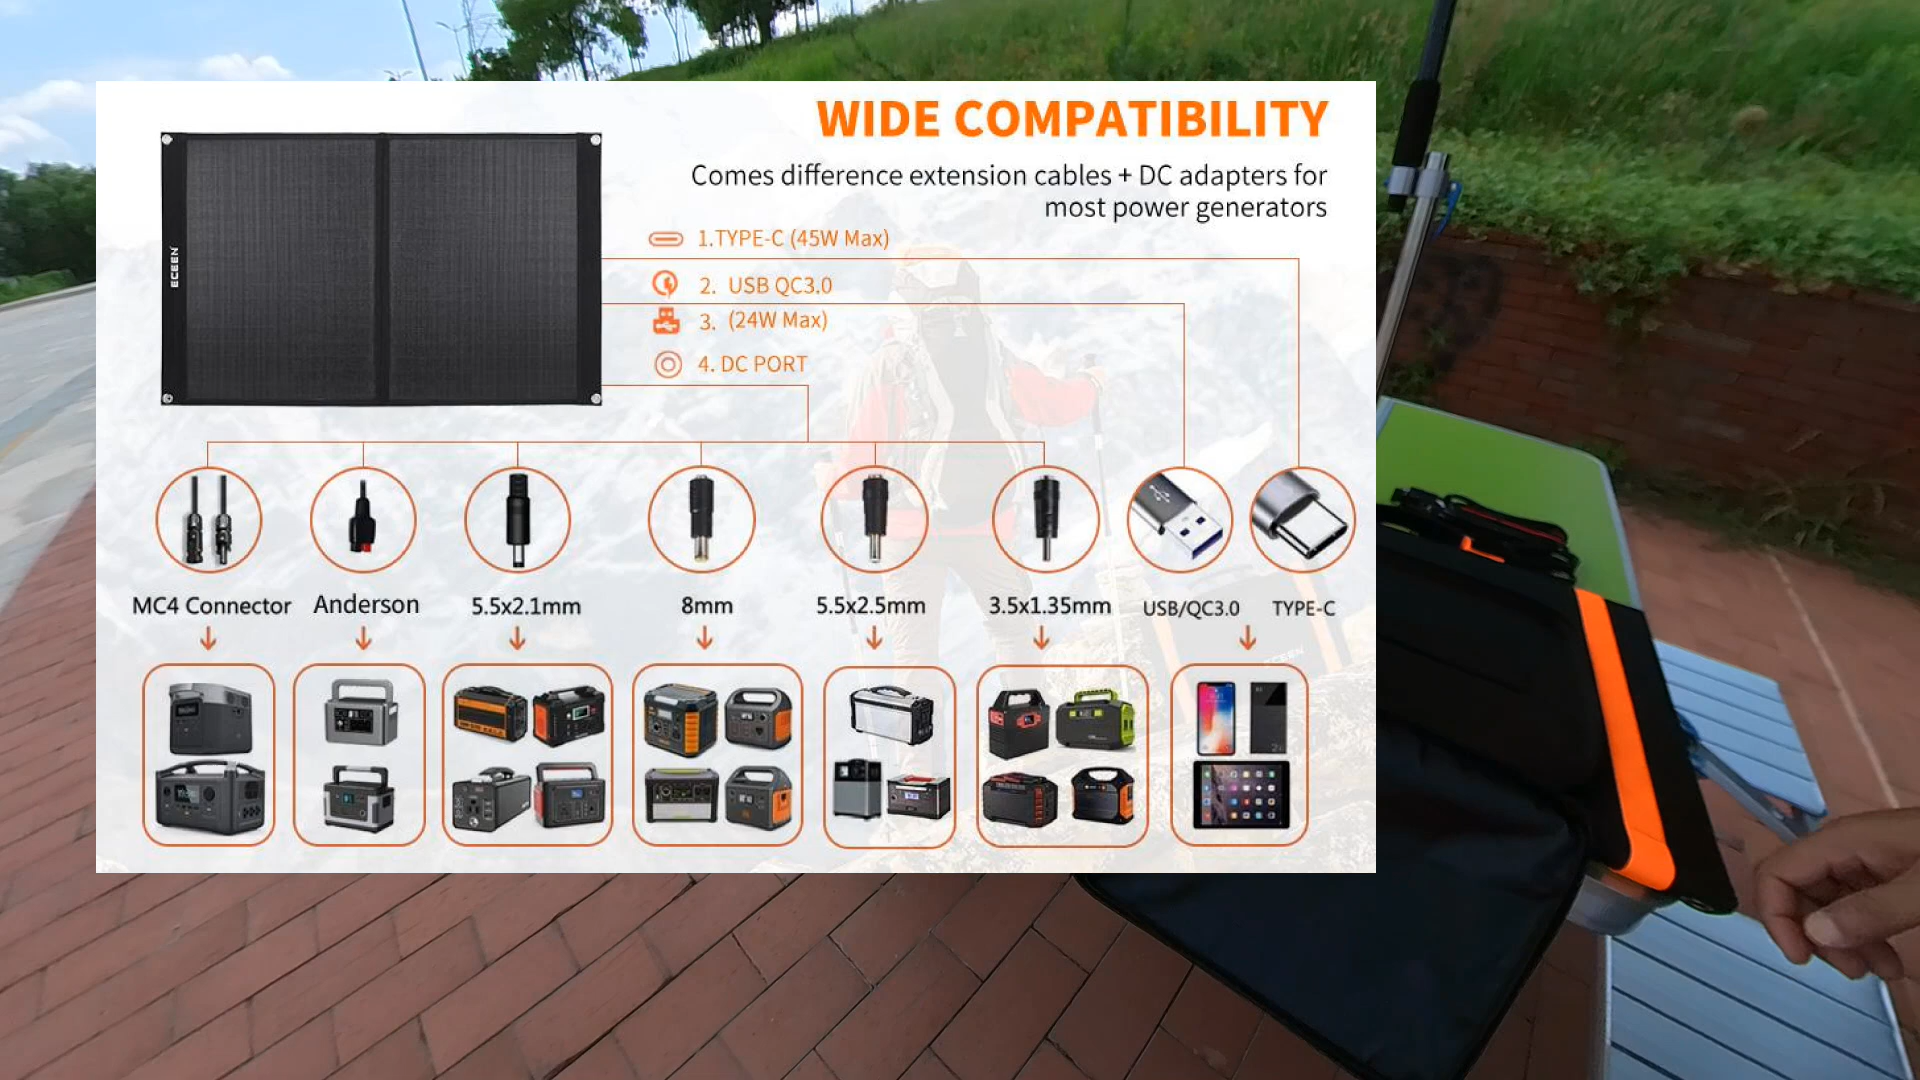 WIDE COMPATIBILITY
Comes difference extension cables + DC adapters for
most power generators
ECEEN
1.TYPE-C (45W Max)
2. USB QC3.0
3. (24W Max)
4. DC PORT
MC4 Connector
Anderson
5.5x2.1mm
8mm
5.5x2.5mm
3.5x1.35mm
USB/QC3.0
TYPE-C
ECEEN